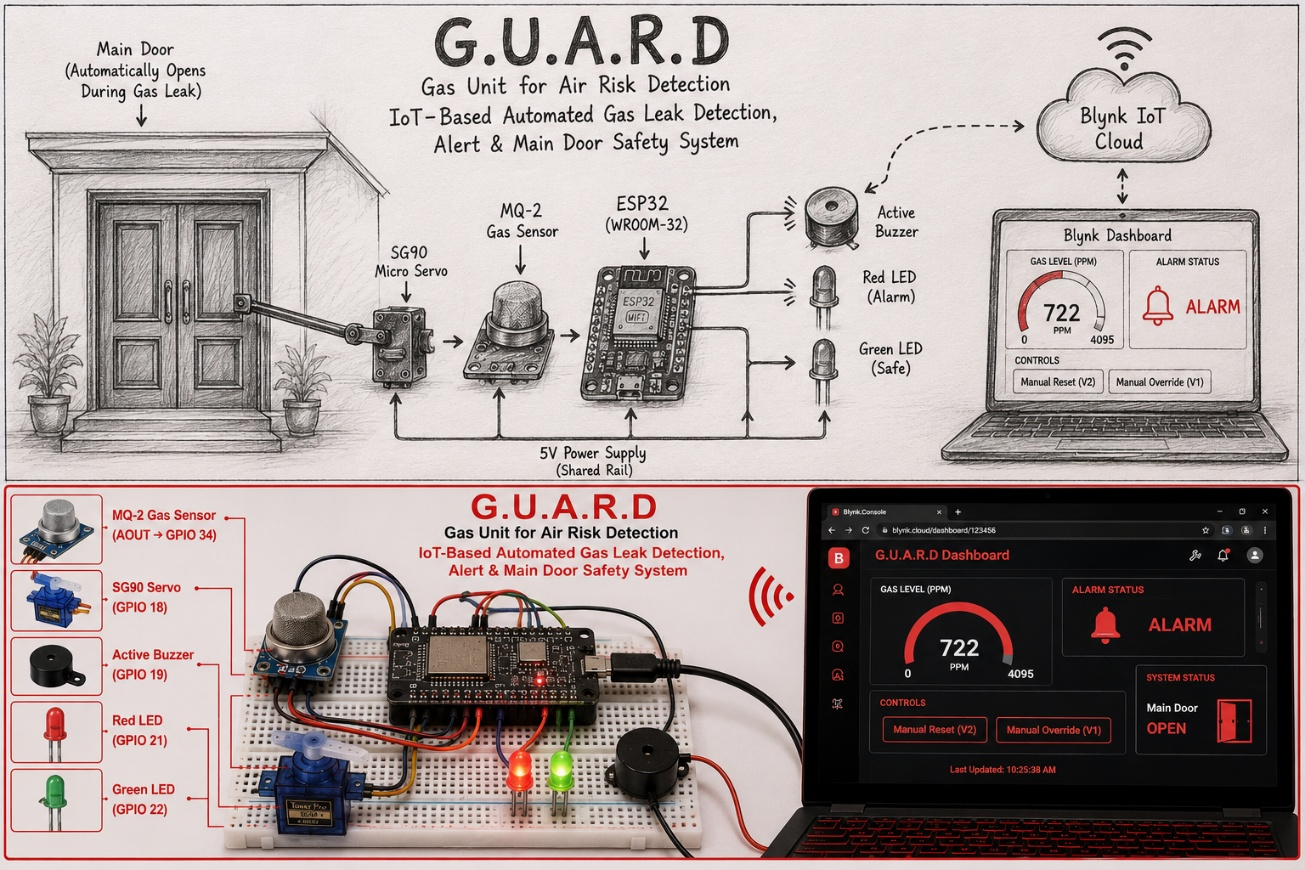 G.U.A.R.D
Gas Unit for Air Risk Detection
IoT-Based Automated Gas Leak Detection,
Alert & Main Door Safety System
Main Door
(Automatically Opens
During Gas Leak)
SG90
Micro Servo
MQ-2
Gas Sensor
ESP32
(WROOM-32)
ESP32
WIFI
Active
Buzzer
Red LED
(Alarm)
Green LED
(Safe)
5V Power Supply
(Shared Rail)
Blynk IoT
Cloud
Blynk Dashboard
GAS LEVEL (PPM)
722
PPM
0
4095
ALARM STATUS
ALARM
CONTROLS
Manual Reset (V2)
Manual Override (V1)
G.U.A.R.D
Gas Unit for Air Risk Detection
IoT-Based Automated Gas Leak Detection,
Alert & Main Door Safety System
MQ-2 Gas Sensor
(AOUT → GPIO 34)
SG90 Servo
(GPIO 18)
Active Buzzer
(GPIO 19)
Red LED
(GPIO 21)
Green LED
(GPIO 22)
Blynk.Console
blynk.cloud/dashboard/123456
B
G.U.A.R.D Dashboard
GAS LEVEL (PPM)
722
PPM
0
4095
ALARM STATUS
ALARM
CONTROLS
Manual Reset (V2)
Manual Override (V1)
SYSTEM STATUS
Main Door
OPEN
Last Updated: 10:25:38 AM